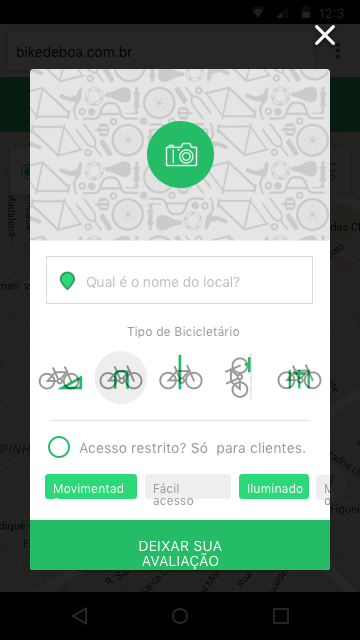 12:3
bikedeboa.com.br
Qual é o nome do local?
Tipo de Bicicletário
Acesso restrito? Só para clientes.
Movimentad
Fácil
acesso
Iluminado
DEIXAR SUA
AVALIAÇÃO